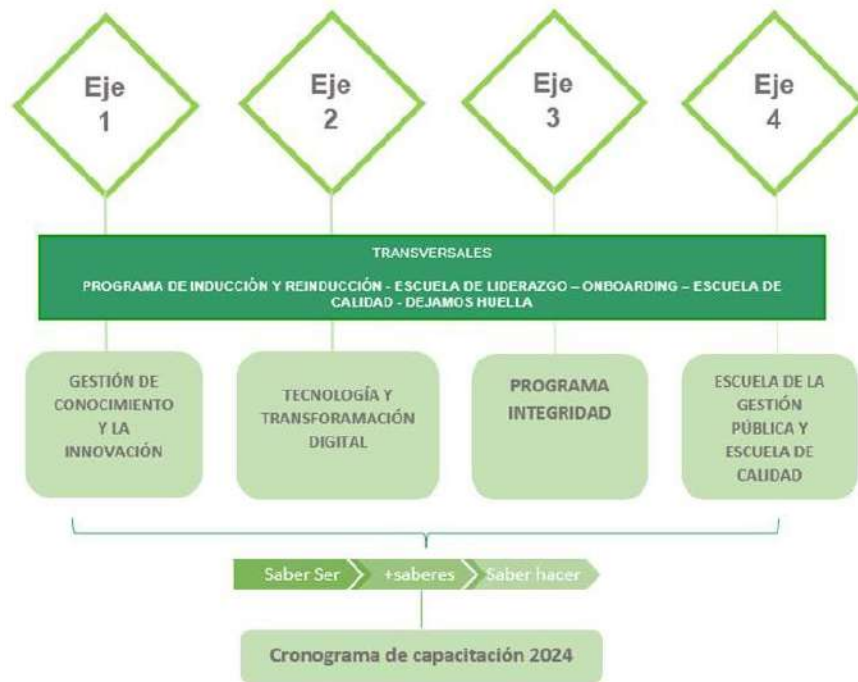 Eje
1
Eje
2
Eje
3
Eje
4
TRANSVERSALES
PROGRAMA DE INDUCCIÓN Y REINDUCCIÓN - ESCUELA DE LIDERAZGO – ONBOARDING – ESCUELA DE
CALIDAD - DEJAMOS HUELLA
GESTIÓN DE
CONOCIMIENTO
Y LA
INNOVACIÓN
TECNOLOGÍA Y
TRANSFORAMACIÓN
DIGITAL
PROGRAMA
INTEGRIDAD
ESCUELA DE LA
GESTIÓN
PÚBLICA Y
ESCUELA DE
CALIDAD
Saber Ser
+saberes
Saber hacer
Cronograma de capacitación 2024